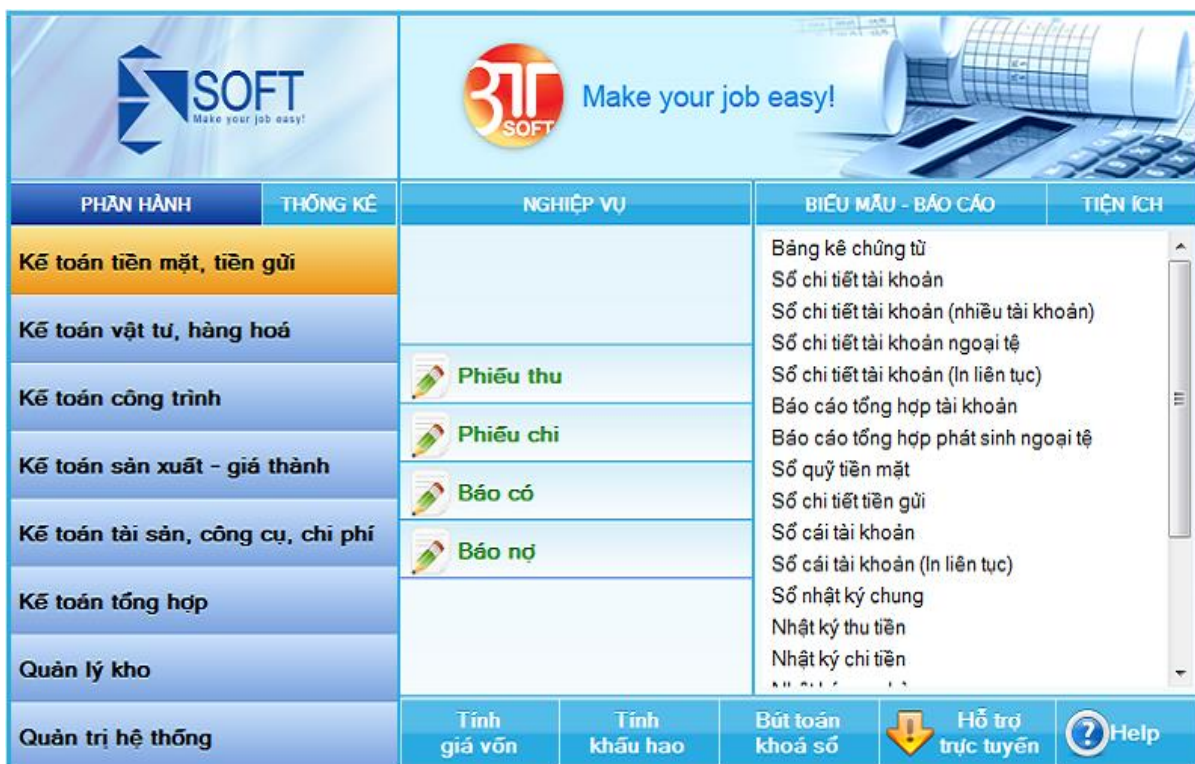 SOFT
Make your job easy!
3TSOFT
Make your job easy!
PHÂN HÀNH
THỐNG KÊ
NGHIỆP VỤ
BIỂU MẪU - BÁO CÁO
TIỆN ÍCH
Kế toán tiền mặt, tiền gửi
Kế toán vật tư, hàng hoá
Kế toán công trình
Kế toán sản xuất - giá thành
Kế toán tài sản, công cụ, chi phí
Kế toán tổng hợp
Quản lý kho
Quản trị hệ thống
Phiếu thu
Phiếu chi
Báo có
Báo nợ
Bảng kê chứng từ
Sổ chi tiết tài khoản
Sổ chi tiết tài khoản (nhiều tài khoản)
Sổ chi tiết tài khoản ngoại tệ
Sổ chi tiết tài khoản (In liên tục)
Báo cáo tổng hợp tài khoản
Báo cáo tổng hợp phát sinh ngoại tệ
Sổ quỹ tiền mặt
Sổ chi tiết tiền gửi
Sổ cái tài khoản
Sổ cái tài khoản (In liên tục)
Sổ nhật ký chung
Nhật ký thu tiền
Nhật ký chi tiền
Tính
giá vốn
Tính
khấu hao
Bút toán
khoá sổ
Hỗ trợ
trực tuyến
Help